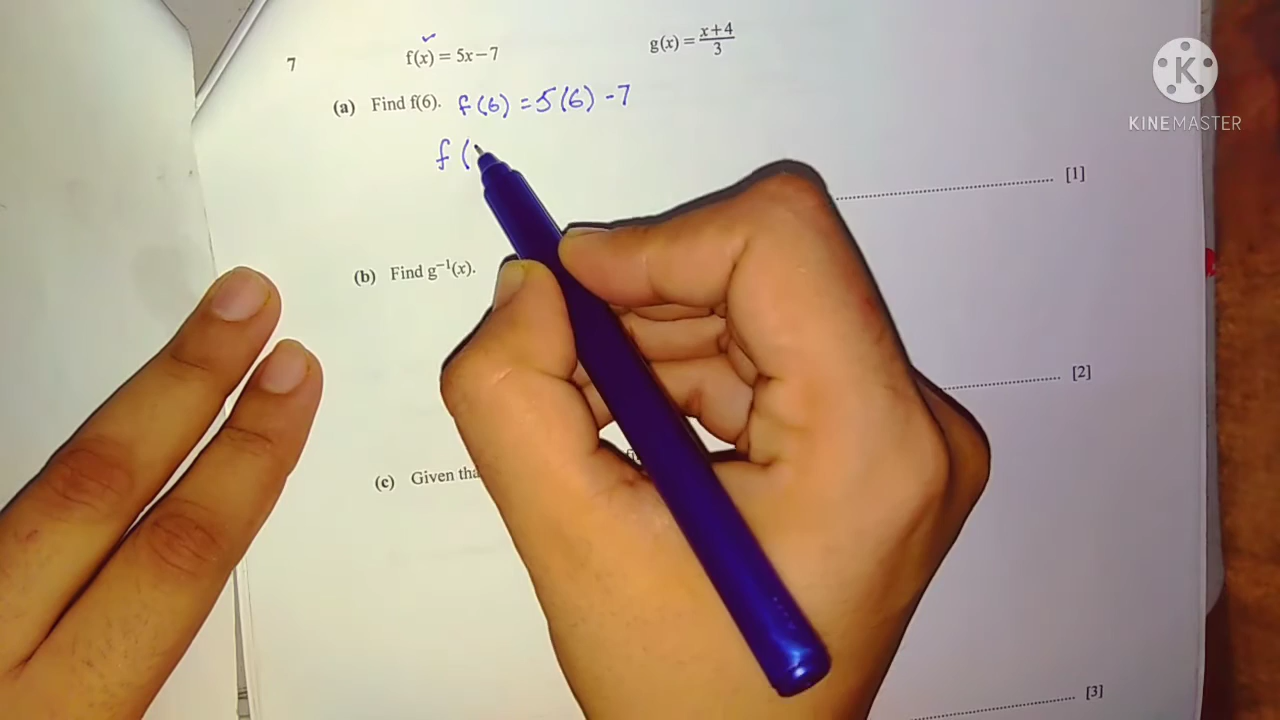 7 f(x) = 5x−7 g(x) = \frac{x+4}{3}
K
KINEMASTER
(a) Find f(6). f(6) = 5(6) -7
f (
[1]
(b) Find g⁻¹(x).
[2]
(c) Given tha
[3]